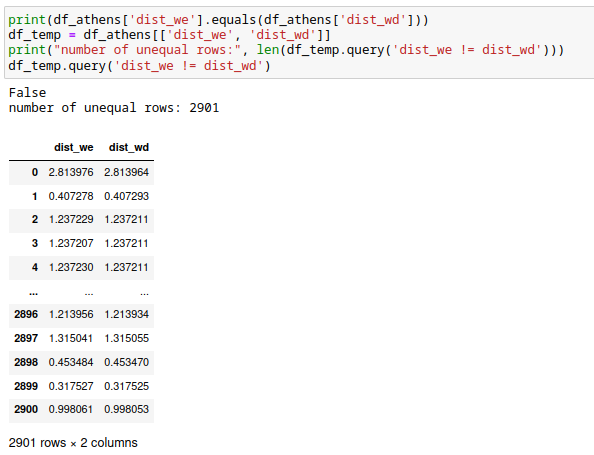 print(df_athens['dist_we'].equals(df_athens['dist_wd']))
df_temp = df_athens[['dist_we', 'dist_wd']]
print("number of unequal rows:", len(df_temp.query('dist_we != dist_wd')))
df_temp.query('dist_we != dist_wd')
False
number of unequal rows: 2901
dist_we dist_wd
0 2.813976 2.813964
1 0.407278 0.407293
2 1.237229 1.237211
3 1.237207 1.237211
4 1.237230 1.237211
... ... ...
2896 1.213956 1.213934
2897 1.315041 1.315055
2898 0.453484 0.453470
2899 0.317527 0.317525
2900 0.998061 0.998053
2901 rows × 2 columns